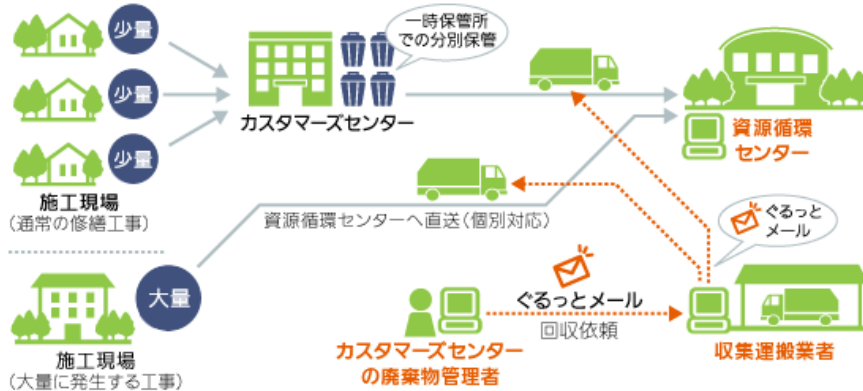 少量
少量
少量
施工現場
(通常の修繕工事)
一時保管所
での分別保管
カスタマーズセンター
資源循環
センター
資源循環センターへ直送(個別対応)
大量
施工現場
(大量に発生する工事)
ぐるっとメール
回収依頼
カスタマーズセンター
の廃棄物管理者
ぐるっと
メール
収集運搬業者